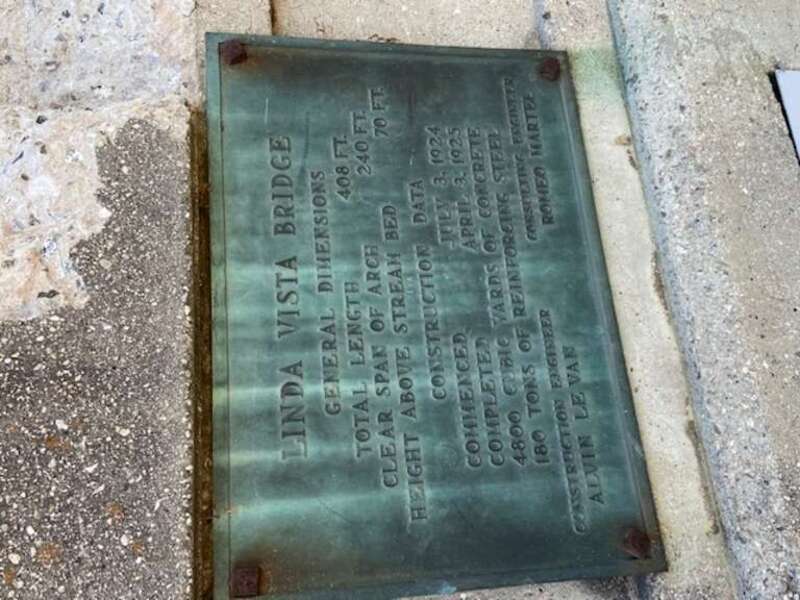 LINDA VISTA BRIDGE
GENERAL DIMENSIONS
TOTAL LENGTH 408 FT.
CLEAR SPAN OF ARCH 240 FT.
HEIGHT ABOVE STREAM BED 70 FT.
CONSTRUCTION DATA
COMMENCED JULY 3, 1924
COMPLETED APRIL 3, 1925
4800 CUBIC YARDS OF CONCRETE
180 TONS OF REINFORCING STEEL
CONSTRUCTION ENGINEER CONSULTING ENGINEER
ALVIN LE VAN ROMEO MARTEL